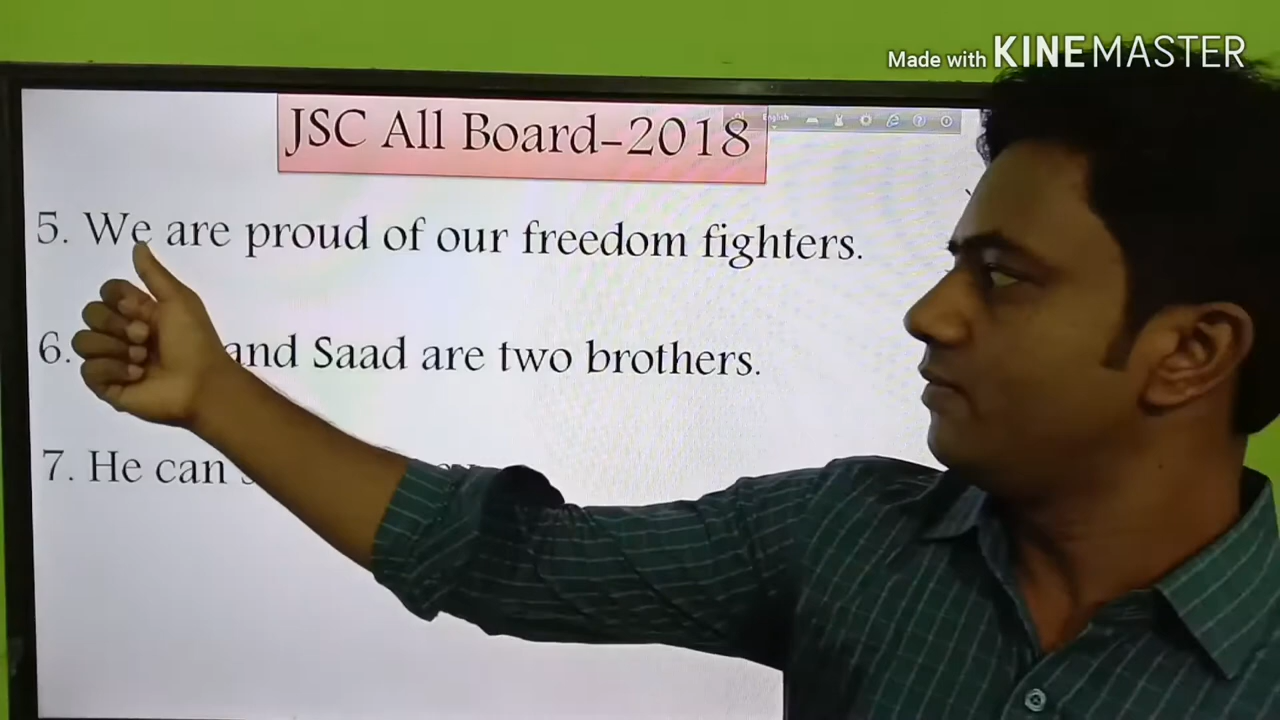 Made with KINEMASTER
JSC All Board-2018
English
5. We are proud of our freedom fighters.
6. and Saad are two brothers.
7. He can